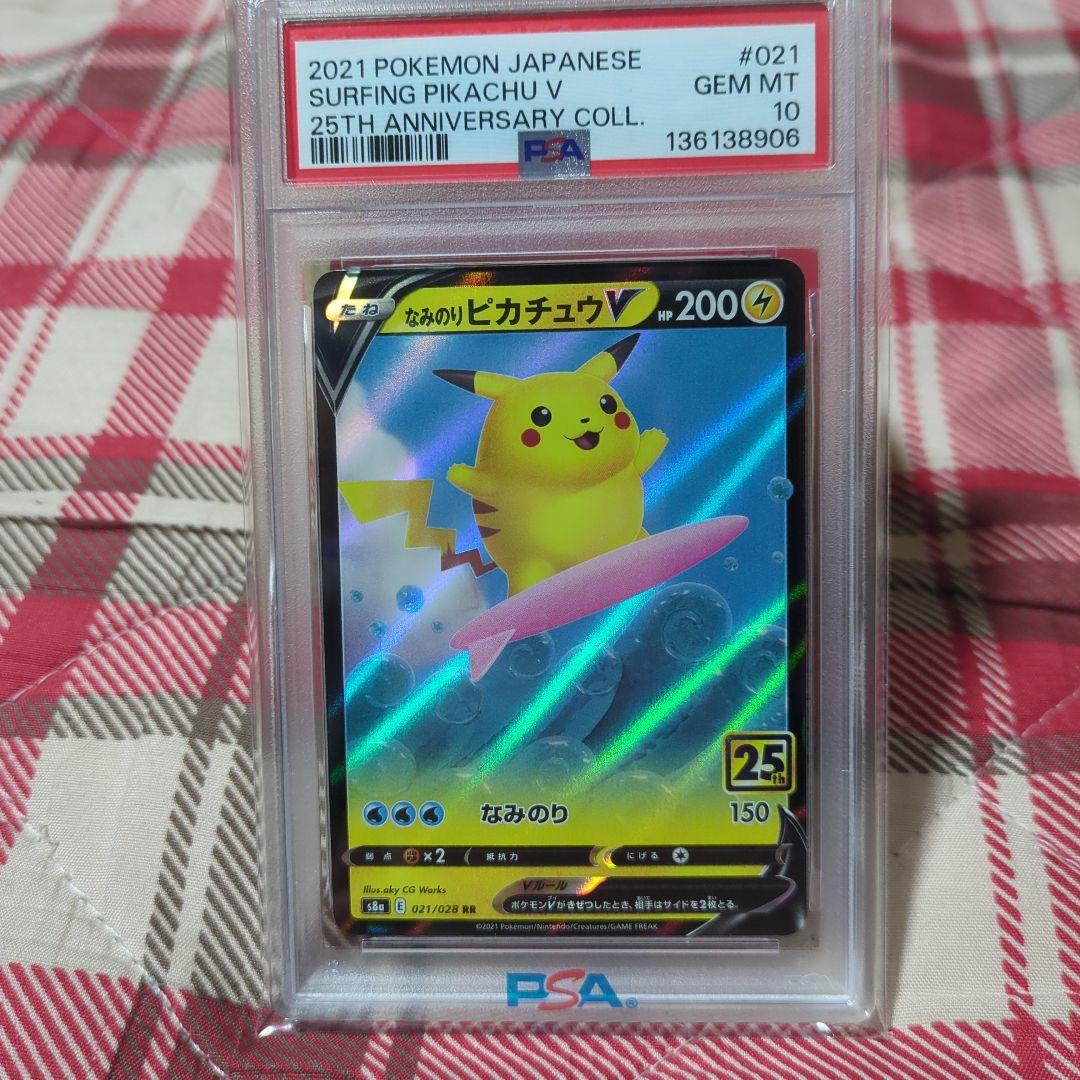 2021 POKEMON JAPANESE #021
SURFING PIKACHU V GEM MT
25TH ANNIVERSARY COLL. 10
PSA 136138906
たね なみのりピカチュウV HP 200
25th
なみのり 150
弱点 ×2 抵抗力 にげる
Illus.aky CG Works
Vルール
s8a E 021/028 RR
ポケモンVがきぜつしたとき、相手はサイドを2枚とる。
©2021 Pokémon/Nintendo/Creatures/GAME FREAK
PSA®